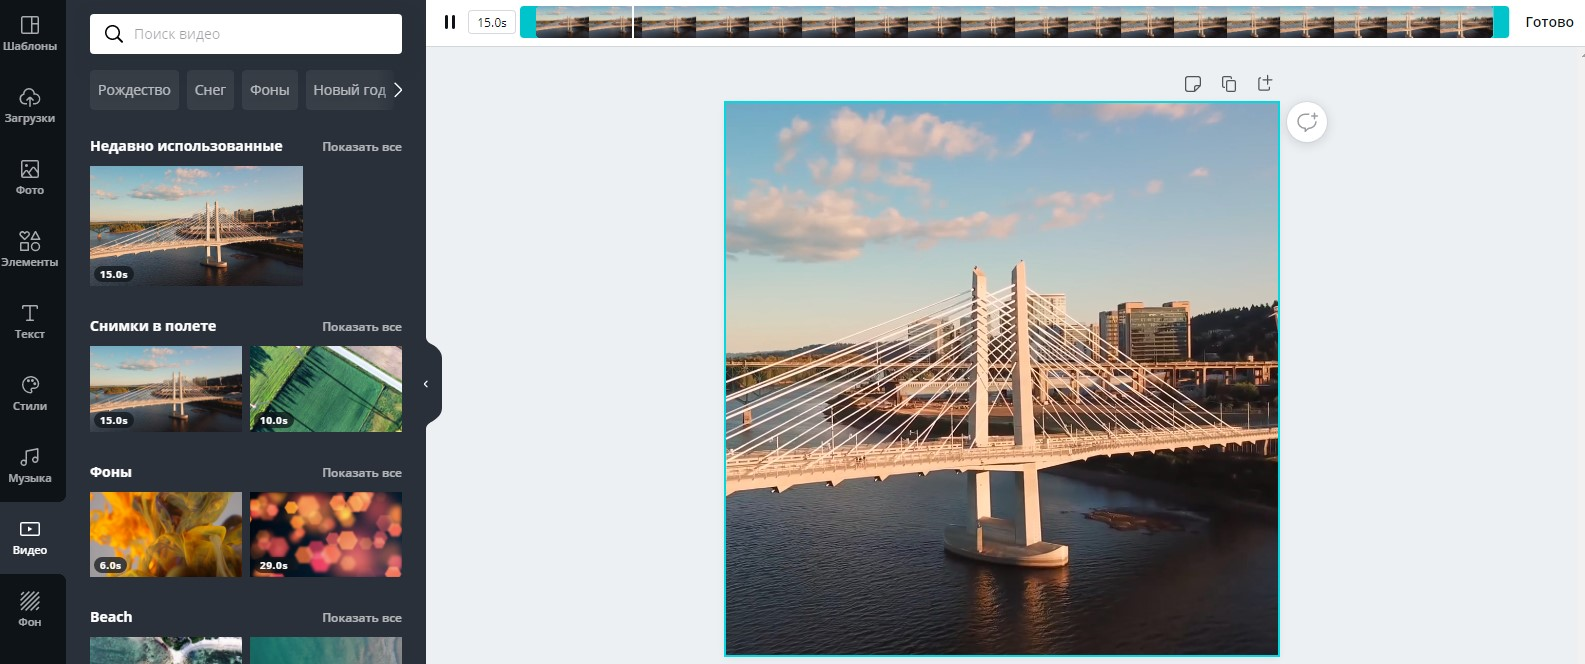 Шаблоны
Загрузки
Фото
Элементы
Текст
Стили
Музыка
Видео
Фон
Поиск видео
Рождество Снег Фоны Новый год
Недавно использованные Показать все
15.0s
Снимки в полете Показать все
15.0s 10.0s
Фоны Показать все
6.0s 29.0s
Beach Показать все
15.0s Готово